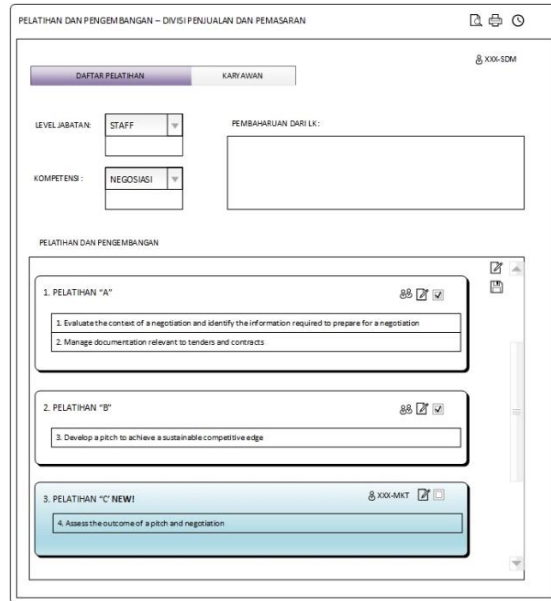 PELATIHAN DAN PENGEMBANGAN – DIVISI PENJUALAN DAN PEMASARAN
XXX-SDM
DAFTAR PELATIHAN
KARYAWAN
LEVEL JABATAN:
STAFF
PEMBAHARUAN DARI LK :
KOMPETENSI :
NEGOSIASI
PELATIHAN DAN PENGEMBANGAN
1. PELATIHAN “A”
1. Evaluate the context of a negotiation and identify the information required to prepare for a negotiation
2. Manage documentation relevant to tenders and contracts
2. PELATIHAN “B”
3. Develop a pitch to achieve a sustainable competitive edge
3. PELATIHAN “C’ NEW!
XXX-MKT
4. Assess the outcome of a pitch and negotiation